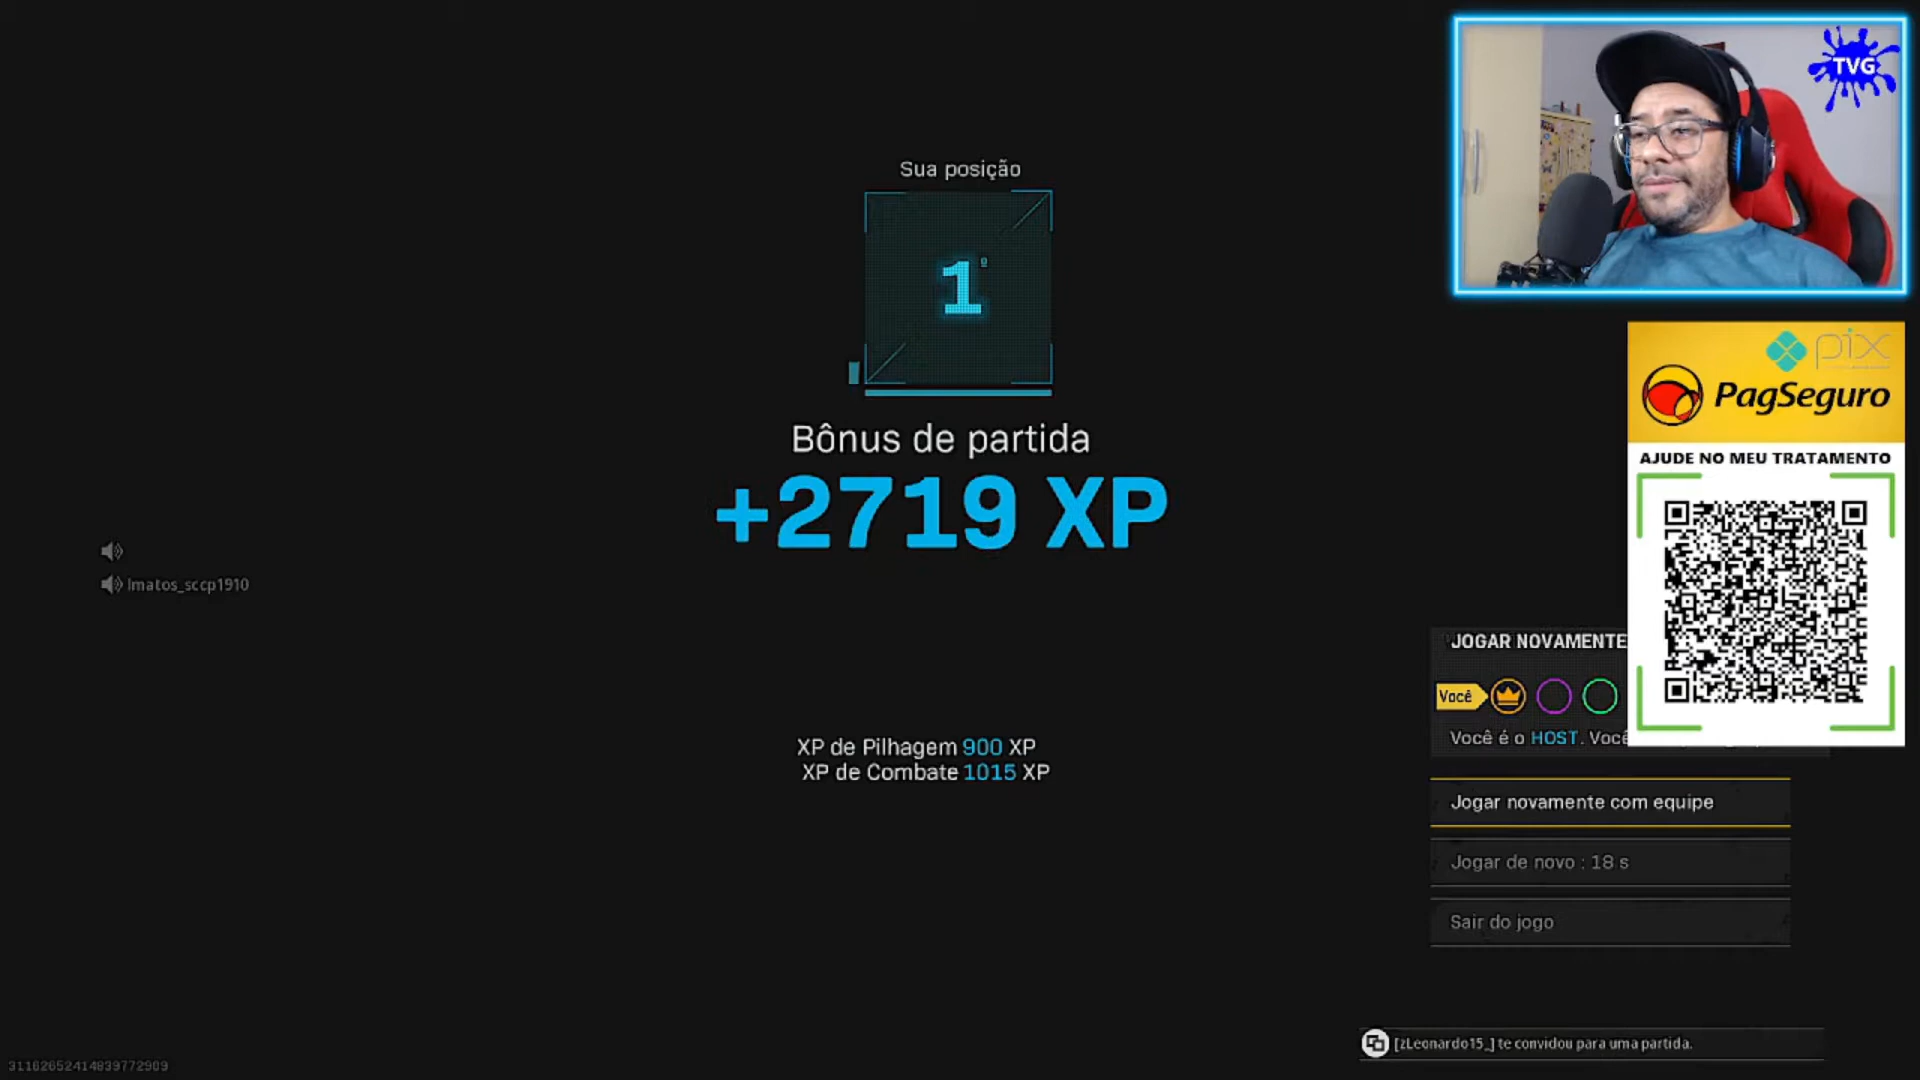 TVG
Sua posição
1º
Bônus de partida
+2719 XP
lmatos_sccp1910
XP de Pilhagem 900 XP
XP de Combate 1015 XP
pix
PagSeguro
AJUDE NO MEU TRATAMENTO
JOGAR NOVAMENTE
Você
Você é o HOST. Você
Jogar novamente com equipe
Jogar de novo : 18 s
Sair do jogo
[zLeonardo15_] te convidou para uma partida.
31162652414839772909